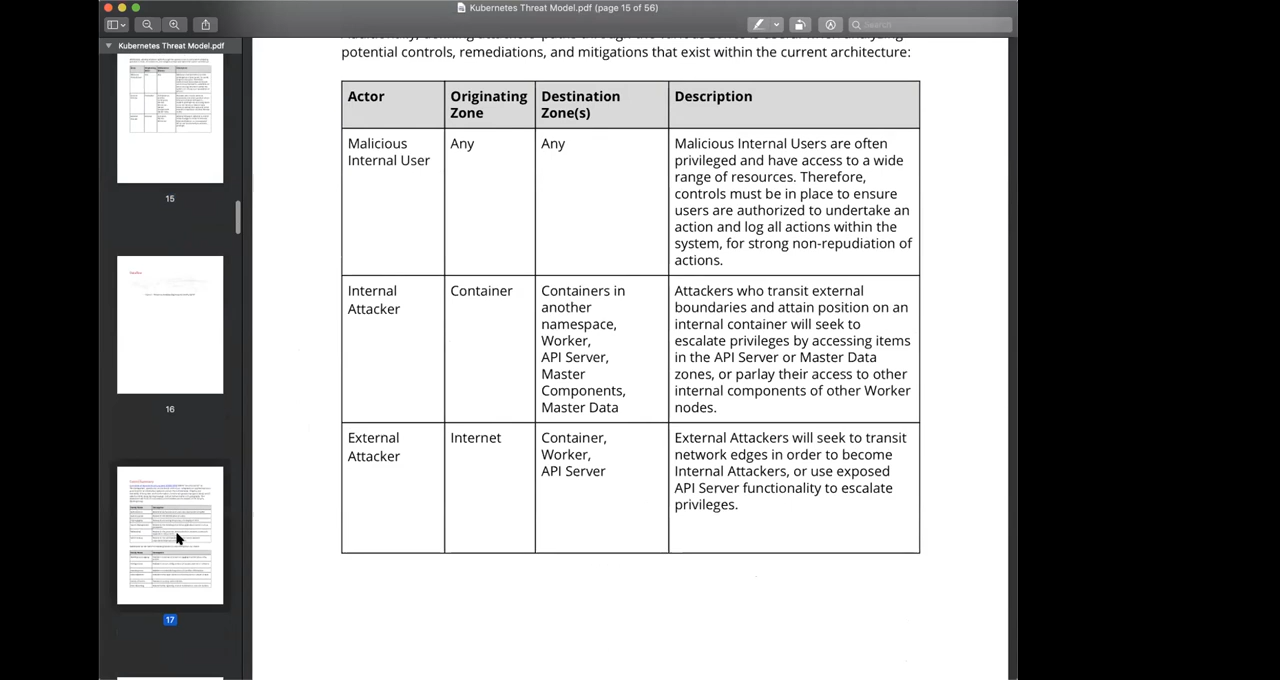 Kubernetes Threat Model.pdf (page 15 of 56)
Search
Kubernetes Threat Model.pdf
15
16
17
potential controls, remediations, and mitigations that exist within the current architecture:
Actor
Originating
Zone
Destination
Zone(s)
Description
Malicious
Internal User
Any
Any
Malicious Internal Users are often
privileged and have access to a wide
range of resources. Therefore,
controls must be in place to ensure
users are authorized to undertake an
action and log all actions within the
system, for strong non-repudiation of
actions.
Internal
Attacker
Container
Containers in
another
namespace,
Worker,
API Server,
Master
Components,
Master Data
Attackers who transit external
boundaries and attain position on an
internal container will seek to
escalate privileges by accessing items
in the API Server or Master Data
zones, or parlay their access to other
internal components of other Worker
nodes.
External
Attacker
Internet
Container,
Worker,
API Server
External Attackers will seek to transit
network edges in order to become
Internal Attackers, or use exposed
API Server functionality to escalate
privileges.